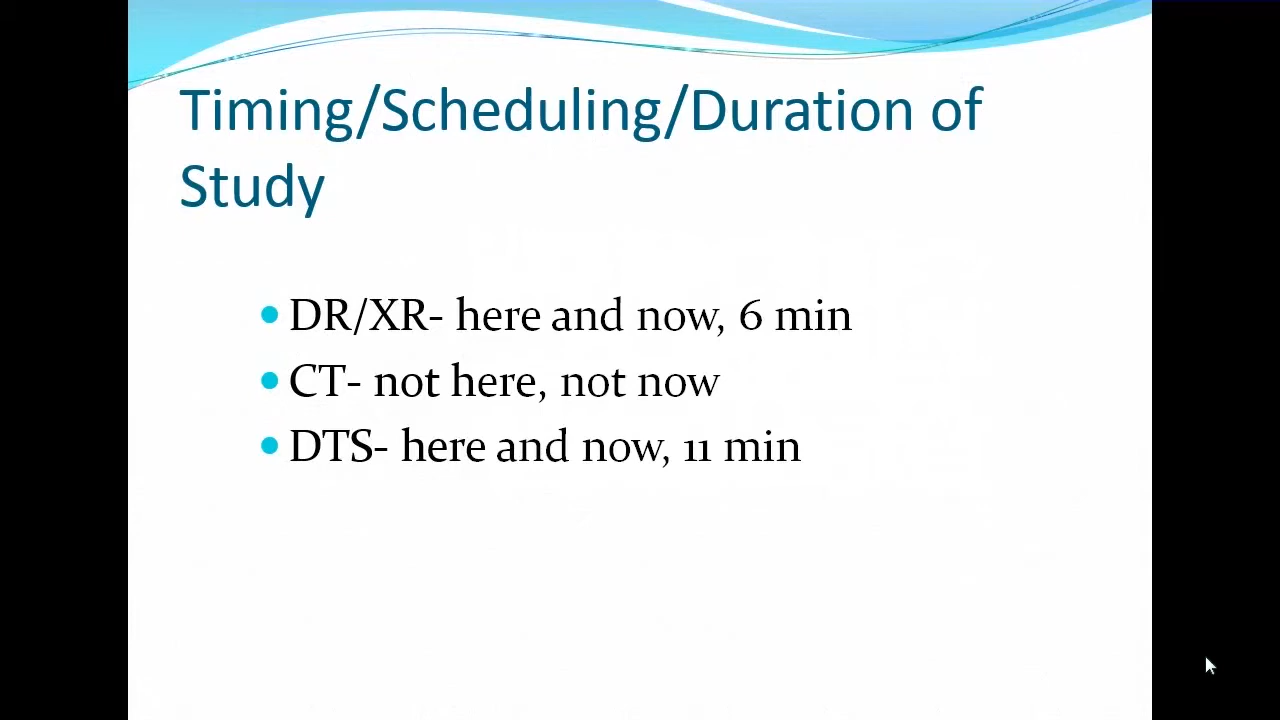 Timing/Scheduling/Duration of
Study
DR/XR- here and now, 6 min
CT- not here, not now
DTS- here and now, 11 min